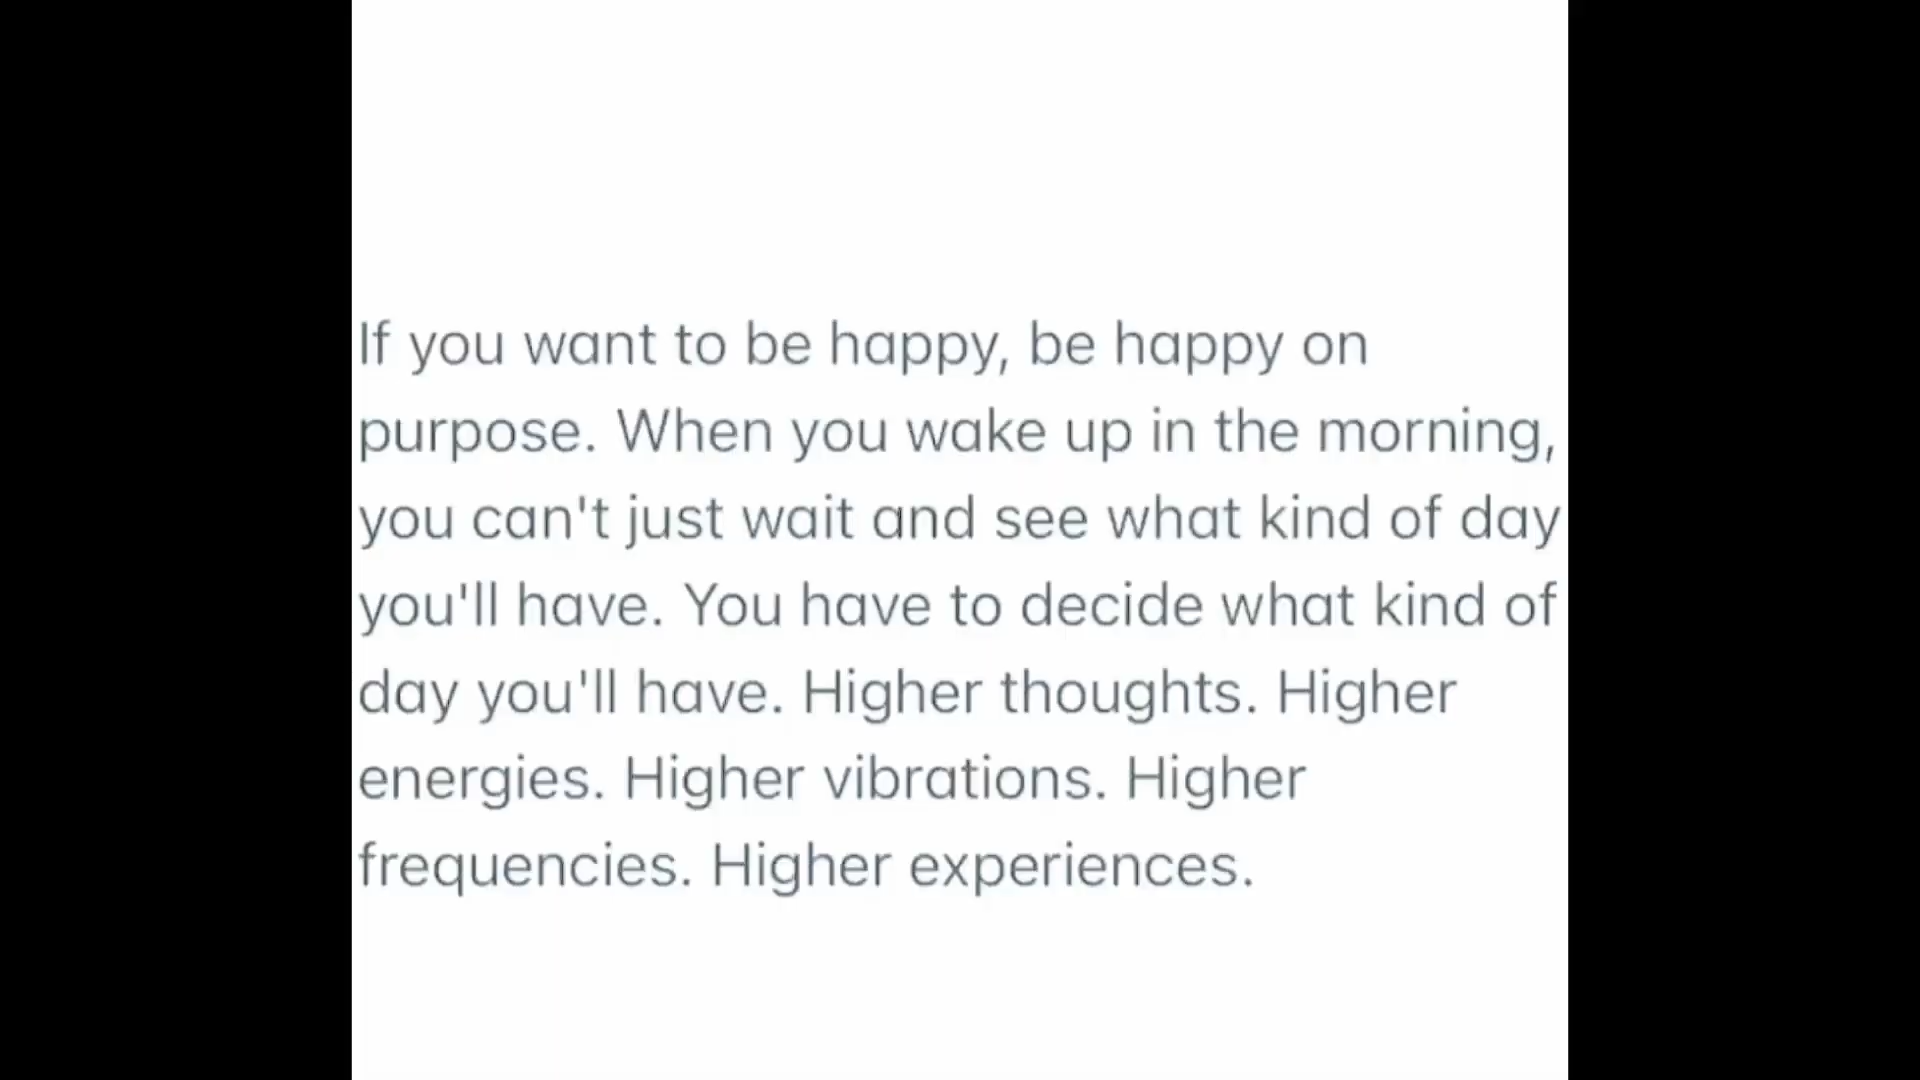 If you want to be happy, be happy on
purpose. When you wake up in the morning,
you can't just wait and see what kind of day
you'll have. You have to decide what kind of
day you'll have. Higher thoughts. Higher
energies. Higher vibrations. Higher
frequencies. Higher experiences.